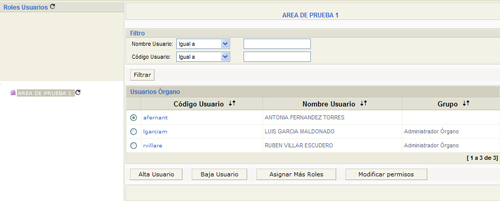 Roles Usuarios
AREA DE PRUEBA 1
Filtro
Nombre Usuario: Igual a
Código Usuario: Igual a
Filtrar
Usuarios Órgano
Código Usuario Nombre Usuario Grupo
AREA DE PRUEBA 1
afernant ANTONIA FERNANDEZ TORRES
lgarciam LUIS GARCIA MALDONADO Administrador Órgano
rvillare RUBEN VILLAR ESCUDERO Administrador Órgano
[ 1 a 3 de 3 ]
Alta Usuario Baja Usuario Asignar Más Roles Modificar permisos